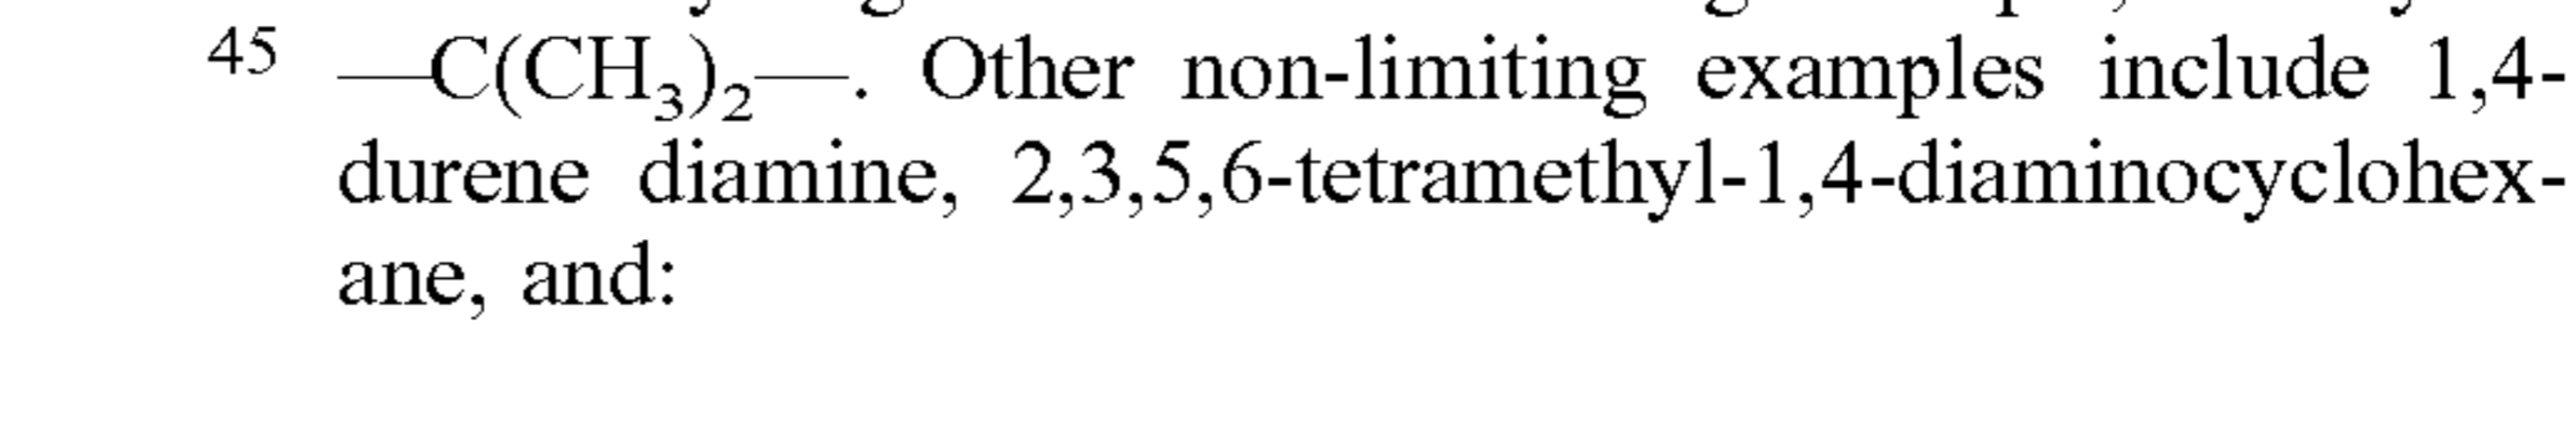 45 —C(CH₃)₂—. Other non-limiting examples include 1,4-
durene diamine, 2,3,5,6-tetramethyl-1,4-diaminocyclohex-
ane, and: